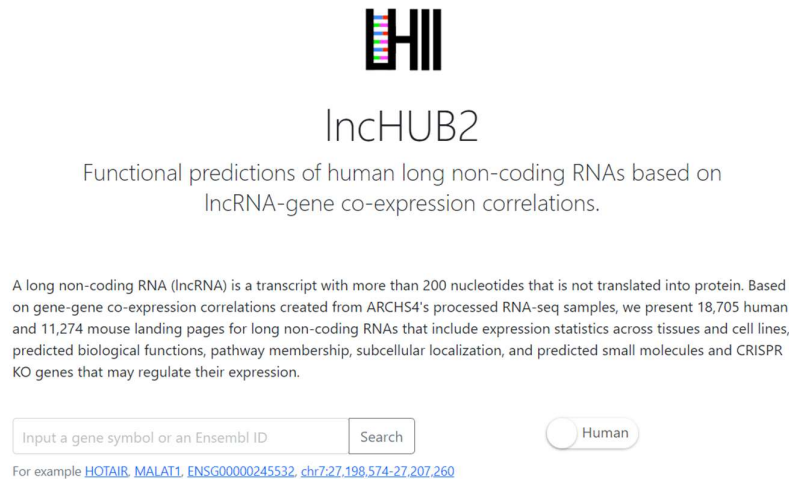 lncHUB2
Functional predictions of human long non-coding RNAs based on
lncRNA-gene co-expression correlations.
A long non-coding RNA (lncRNA) is a transcript with more than 200 nucleotides that is not translated into protein. Based
on gene-gene co-expression correlations created from ARCHS4's processed RNA-seq samples, we present 18,705 human
and 11,274 mouse landing pages for long non-coding RNAs that include expression statistics across tissues and cell lines,
predicted biological functions, pathway membership, subcellular localization, and predicted small molecules and CRISPR
KO genes that may regulate their expression.
Input a gene symbol or an Ensembl ID Search Human
For example HOTAIR, MALAT1, ENSG00000245532, chr7:27,198,574-27,207,260